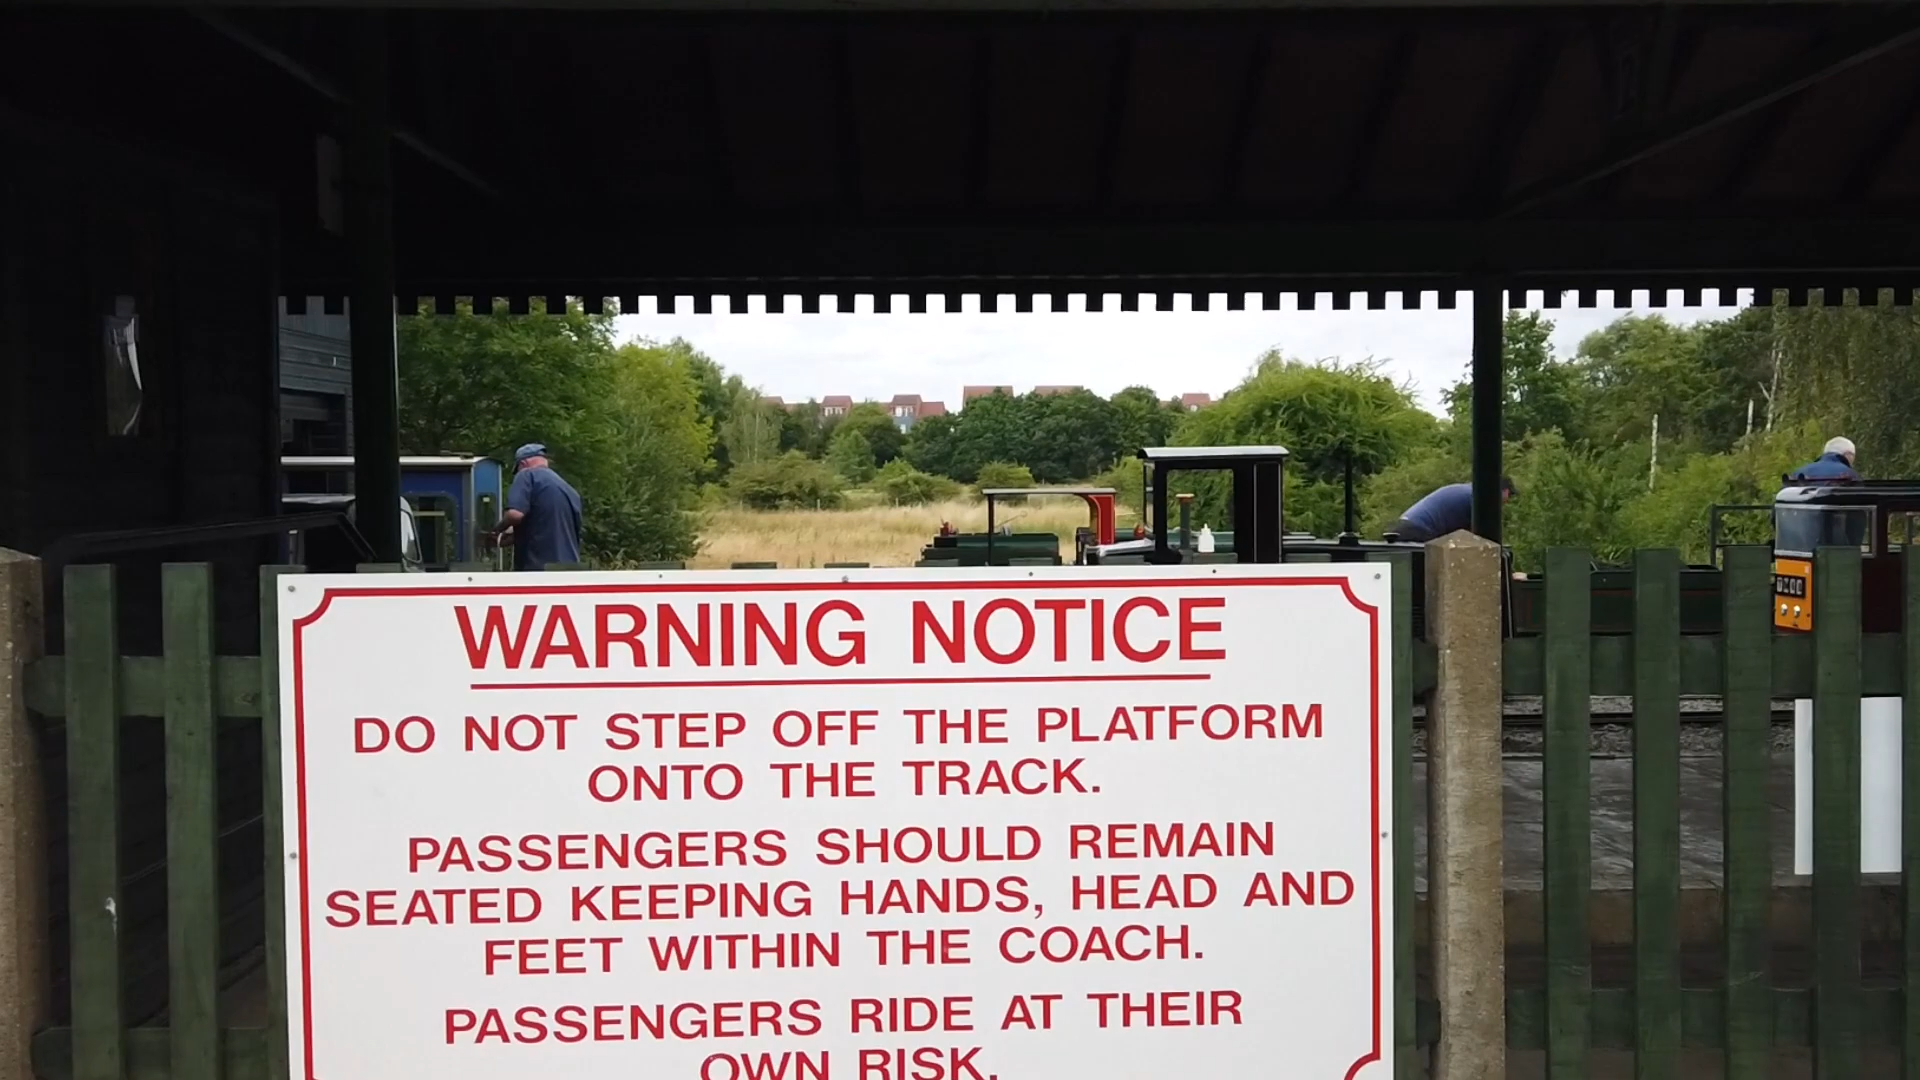 WARNING NOTICE
DO NOT STEP OFF THE PLATFORM
ONTO THE TRACK.
PASSENGERS SHOULD REMAIN
SEATED KEEPING HANDS, HEAD AND
FEET WITHIN THE COACH.
PASSENGERS RIDE AT THEIR
OWN RISK.